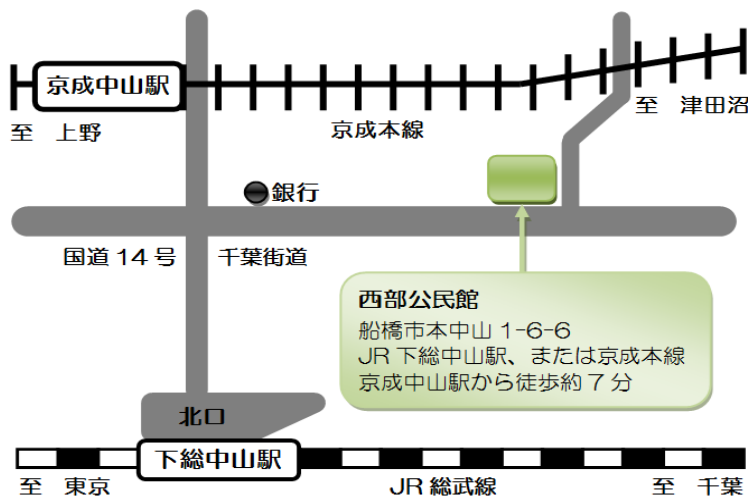 京成中山駅
至 上野
京成本線
至 津田沼
銀行
国道14号
千葉街道
西部公民館
船橋市本中山1-6-6
JR下総中山駅、または京成本線
京成中山駅から徒歩約7分
北口
下総中山駅
至 東京
JR総武線
至 千葉